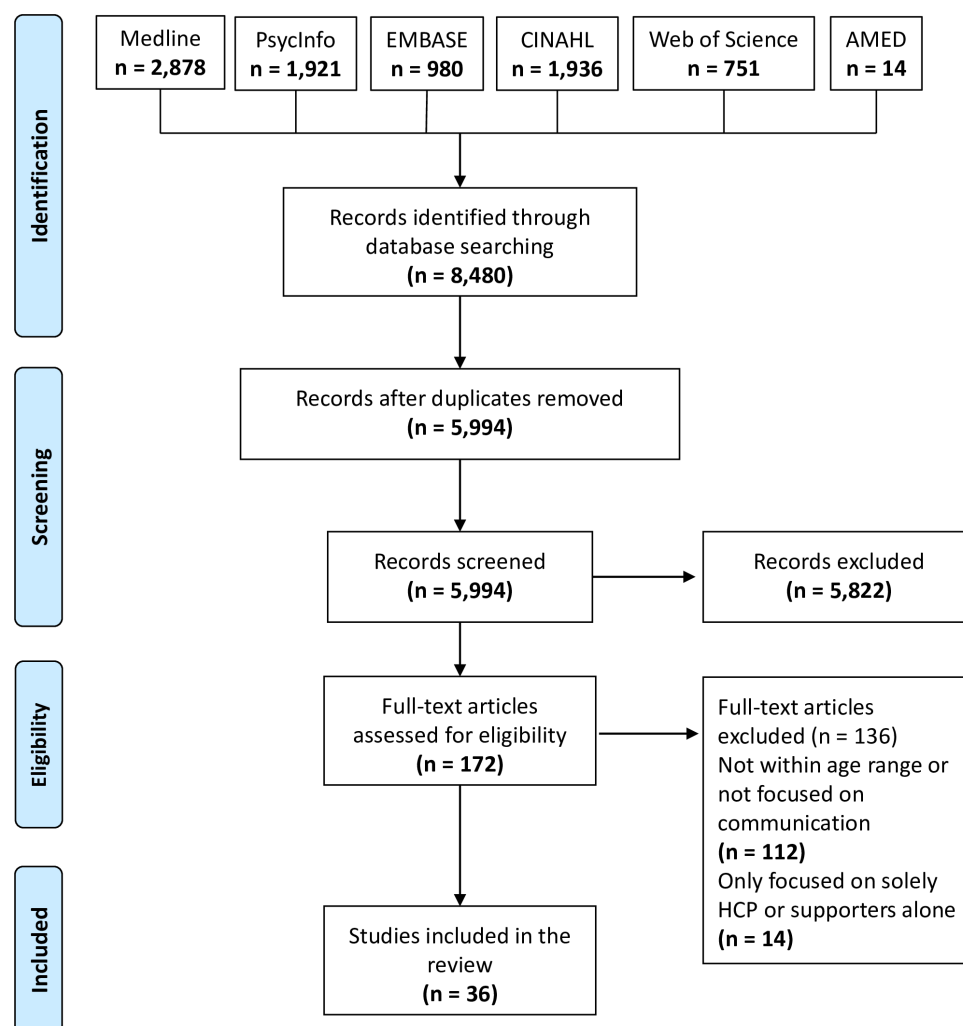 Identification
Medline
n = 2,878
PsycInfo
n = 1,921
EMBASE
n = 980
CINAHL
n = 1,936
Web of Science
n = 751
AMED
n = 14
Records identified through
database searching
(n = 8,480)
Screening
Records after duplicates removed
(n = 5,994)
Records screened
(n = 5,994)
Records excluded
(n = 5,822)
Eligibility
Full-text articles
assessed for eligibility
(n = 172)
Full-text articles
excluded (n = 136)
Not within age range or
not focused on
communication
(n = 112)
Only focused on solely
HCP or supporters alone
(n = 14)
Included
Studies included in the
review
(n = 36)